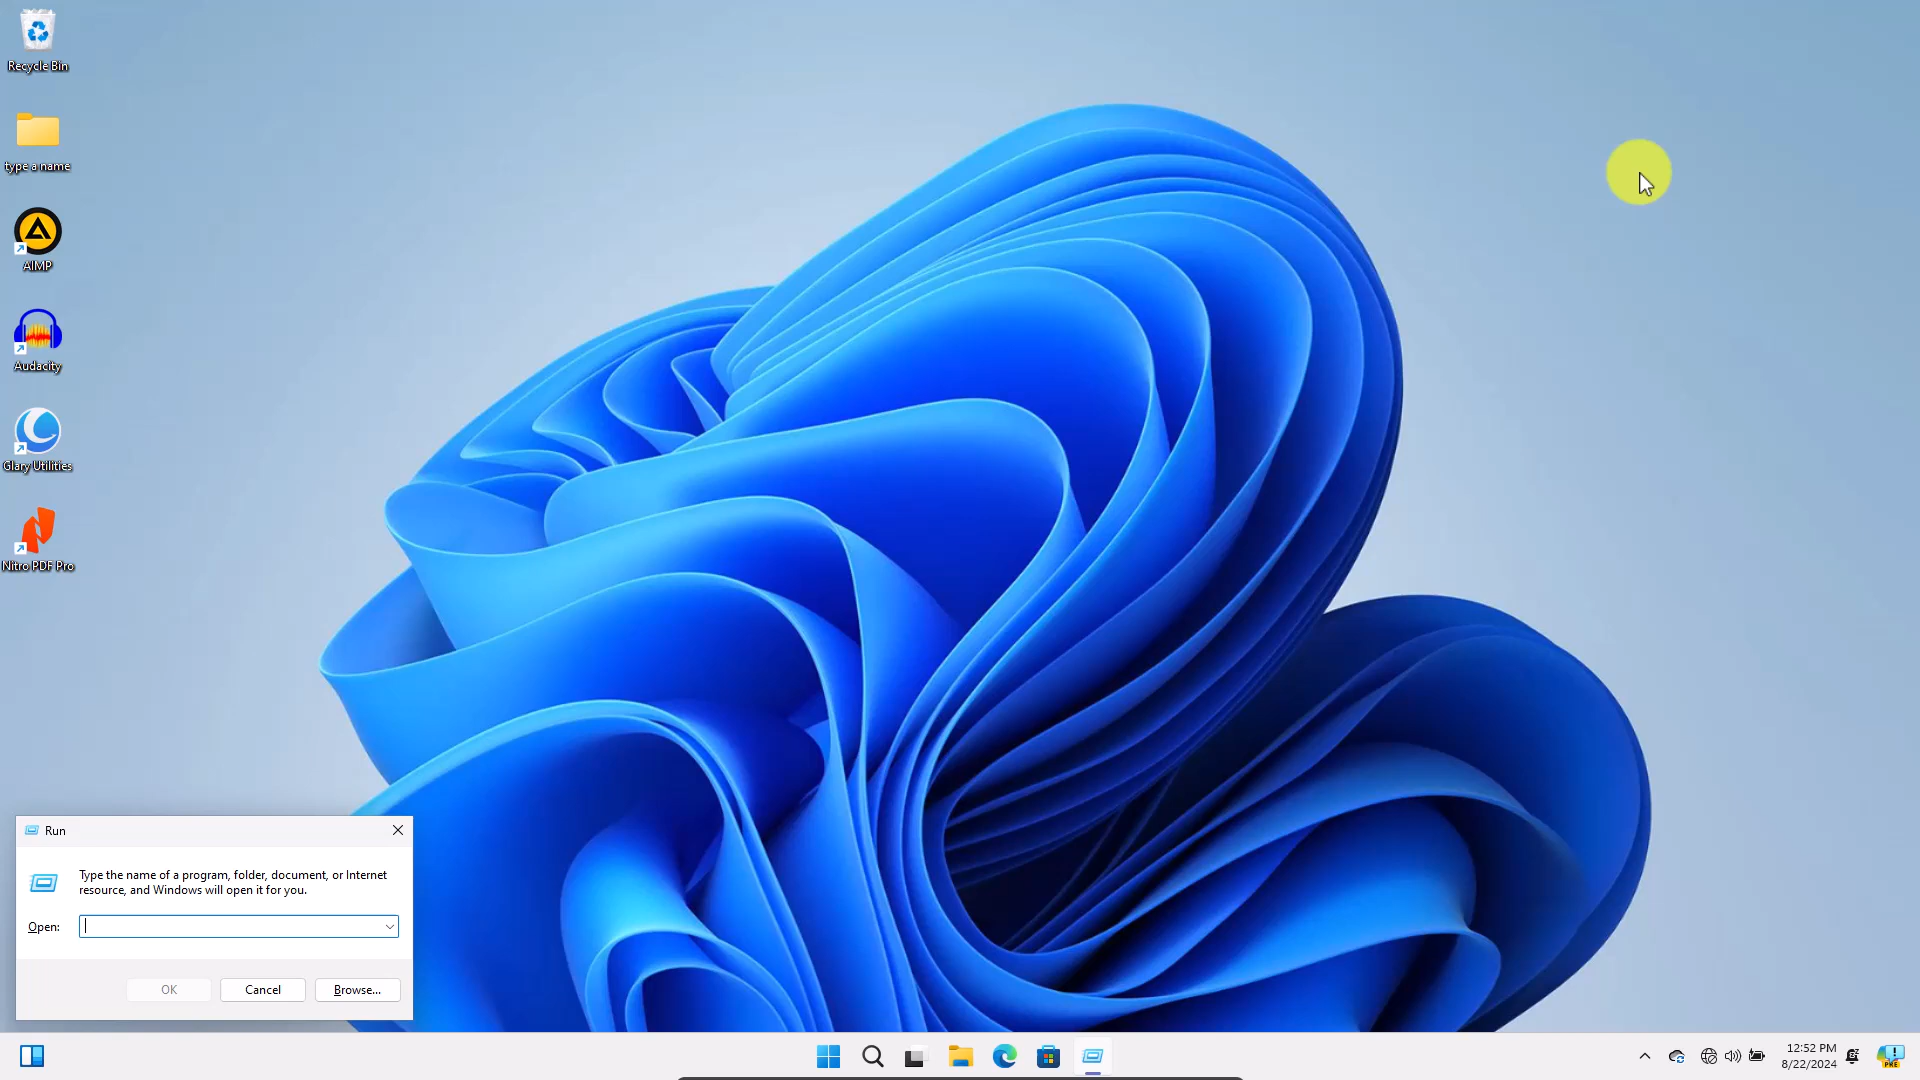 Recycle Bin
type a name
AIMP
Audacity
Glary Utilities
Nitro PDF Pro
Run
Type the name of a program, folder, document, or Internet
resource, and Windows will open it for you.
Open:
OK
Cancel
Browse...
12:52 PM
8/22/2024
PRE